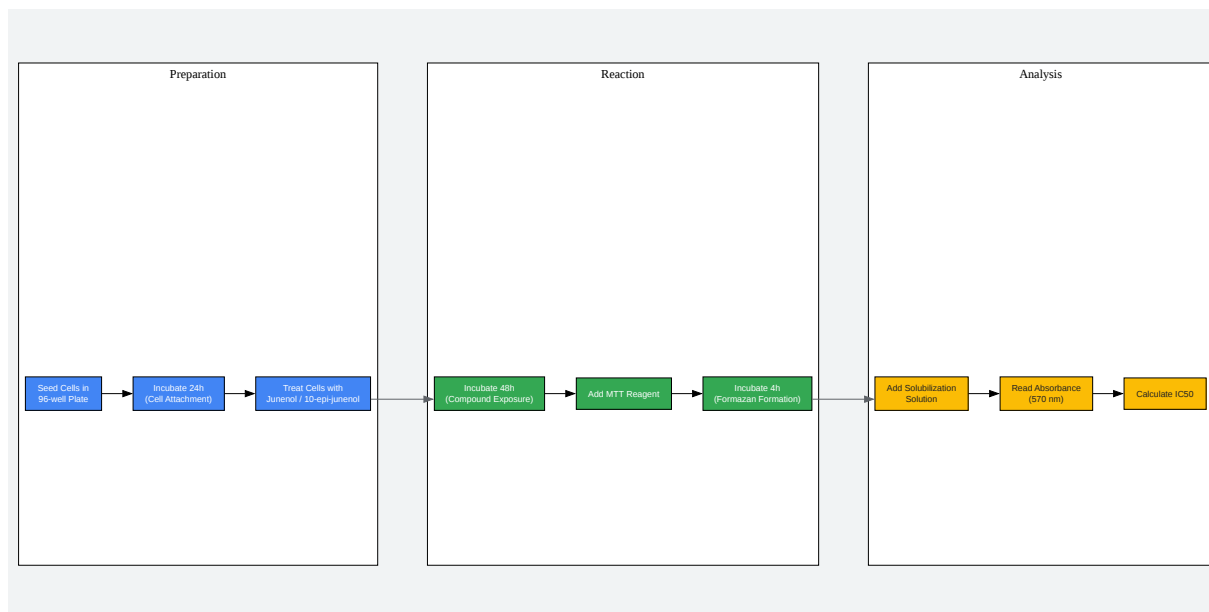 Preparation
Seed Cells in
96-well Plate
Incubate 24h
(Cell Attachment)
Treat Cells with
Junenol / 10-epi-junenol
Reaction
Incubate 48h
(Compound Exposure)
Add MTT Reagent
Incubate 4h
(Formazan Formation)
Analysis
Add Solubilization
Solution
Read Absorbance
(570 nm)
Calculate IC50